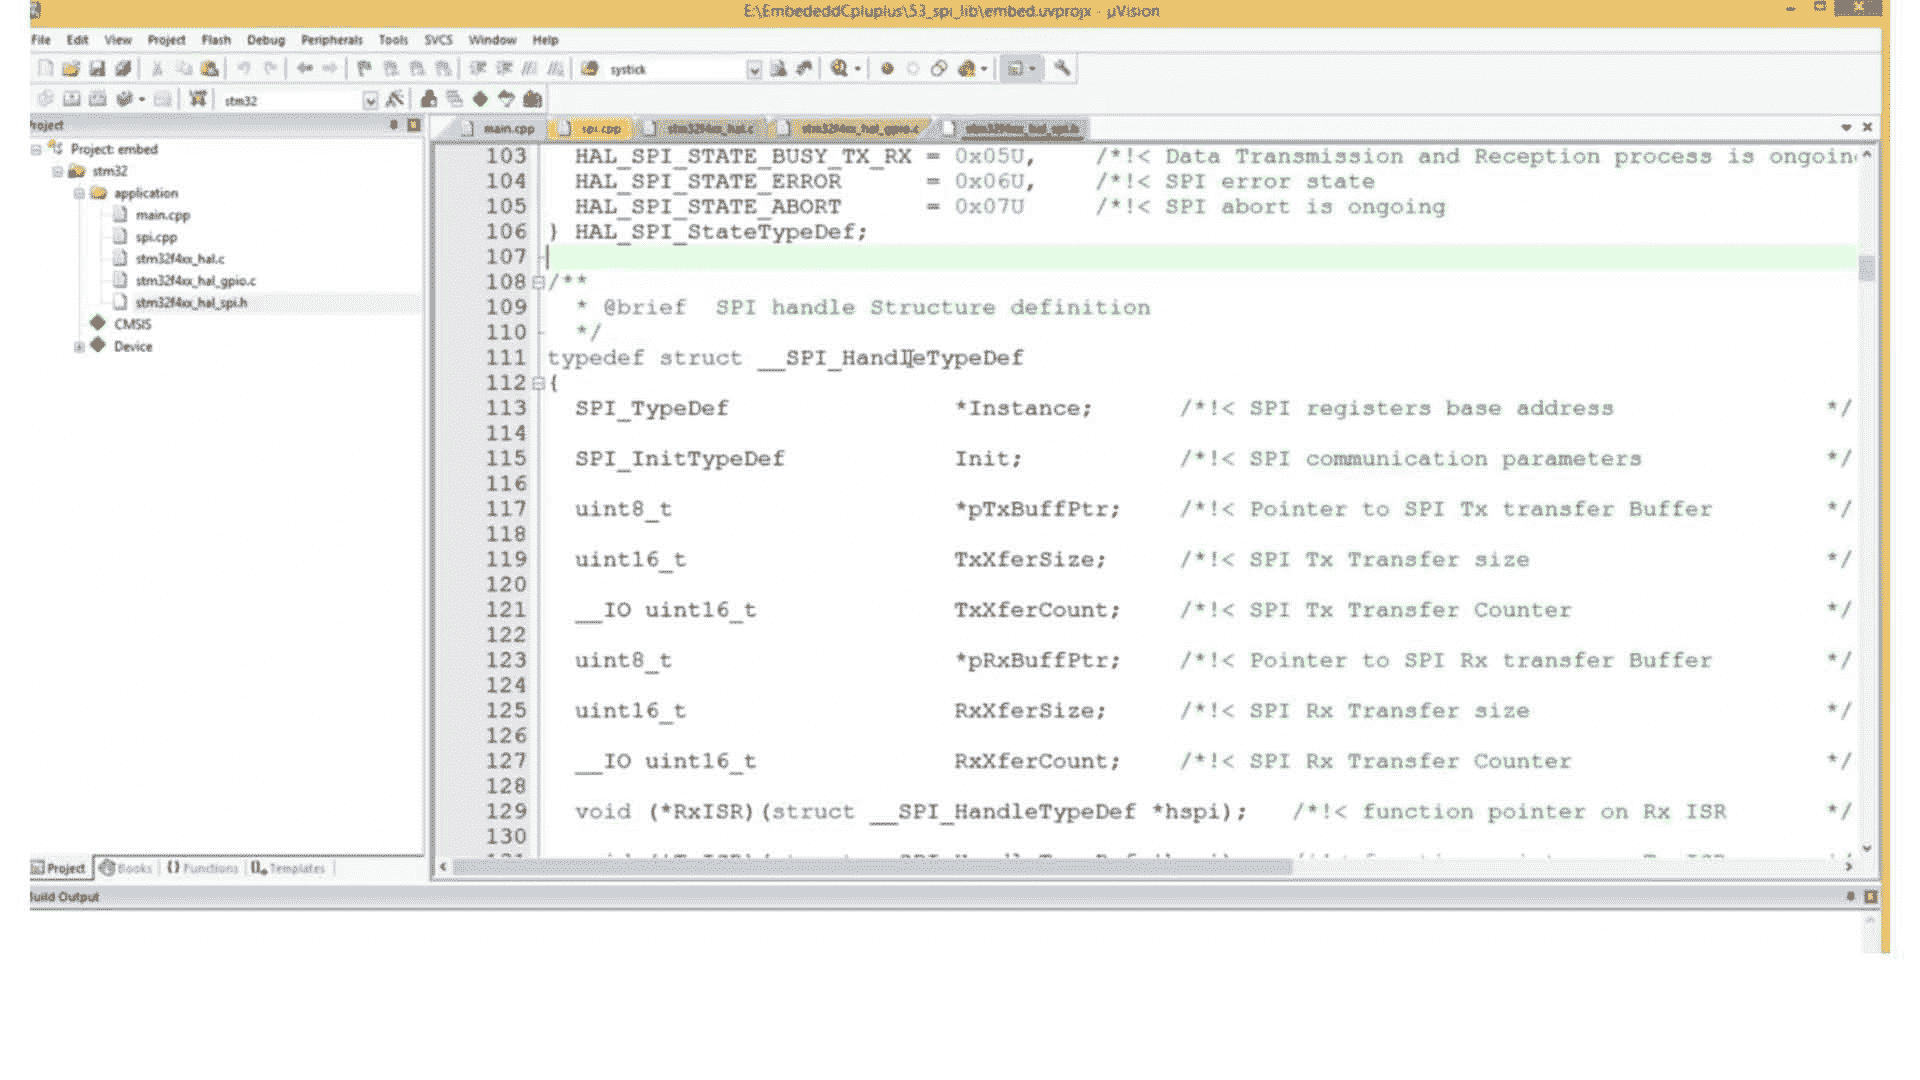 E:\EmbededdCpluplus\53_spi_lib\embed.uvprojx - µVision
File Edit View Project Flash Debug Peripherals Tools SVCS Window Help
systick
stm32
roject
main.cpp spi.cpp stm32f4xx_hal.c stm32f4xx_hal_gpio.c stm32f4xx_hal_spi.h
Project: embed
stm32
application
main.cpp
spi.cpp
stm32f4xx_hal.c
stm32f4xx_hal_gpio.c
stm32f4xx_hal_spi.h
CMSIS
Device
103 HAL_SPI_STATE_BUSY_TX_RX = 0x05U, /*!< Data Transmission and Reception process is ongoin
104 HAL_SPI_STATE_ERROR = 0x06U, /*!< SPI error state
105 HAL_SPI_STATE_ABORT = 0x07U /*!< SPI abort is ongoing
106 } HAL_SPI_StateTypeDef;
107
108 /**
109 * @brief SPI handle Structure definition
110 */
111 typedef struct __SPI_HandleTypeDef
112 {
113 SPI_TypeDef *Instance; /*!< SPI registers base address */
114
115 SPI_InitTypeDef Init; /*!< SPI communication parameters */
116
117 uint8_t *pTxBuffPtr; /*!< Pointer to SPI Tx transfer Buffer */
118
119 uint16_t TxXferSize; /*!< SPI Tx Transfer size */
120
121 __IO uint16_t TxXferCount; /*!< SPI Tx Transfer Counter */
122
123 uint8_t *pRxBuffPtr; /*!< Pointer to SPI Rx transfer Buffer */
124
125 uint16_t RxXferSize; /*!< SPI Rx Transfer size */
126
127 __IO uint16_t RxXferCount; /*!< SPI Rx Transfer Counter */
128
129 void (*RxISR)(struct __SPI_HandleTypeDef *hspi); /*!< function pointer on Rx ISR */
130
Project Books {} Functions Templates
Build Output